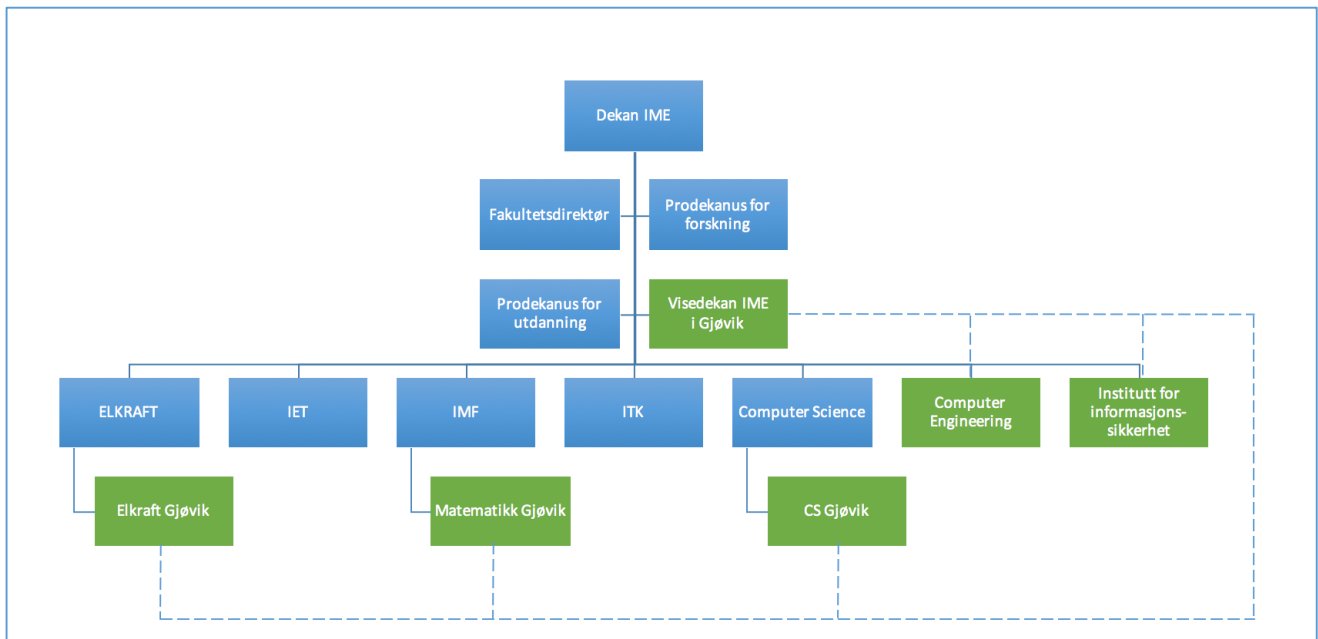 Dekan IME
Fakultetsdirektør
Prodekanus for
forskning
Prodekanus for
utdanning
Visedekan IME
i Gjøvik
ELKRAFT
IET
IMF
ITK
Computer Science
Computer
Engineering
Institutt for
informasjons-
sikkerhet
Elkraft Gjøvik
Matematikk Gjøvik
CS Gjøvik